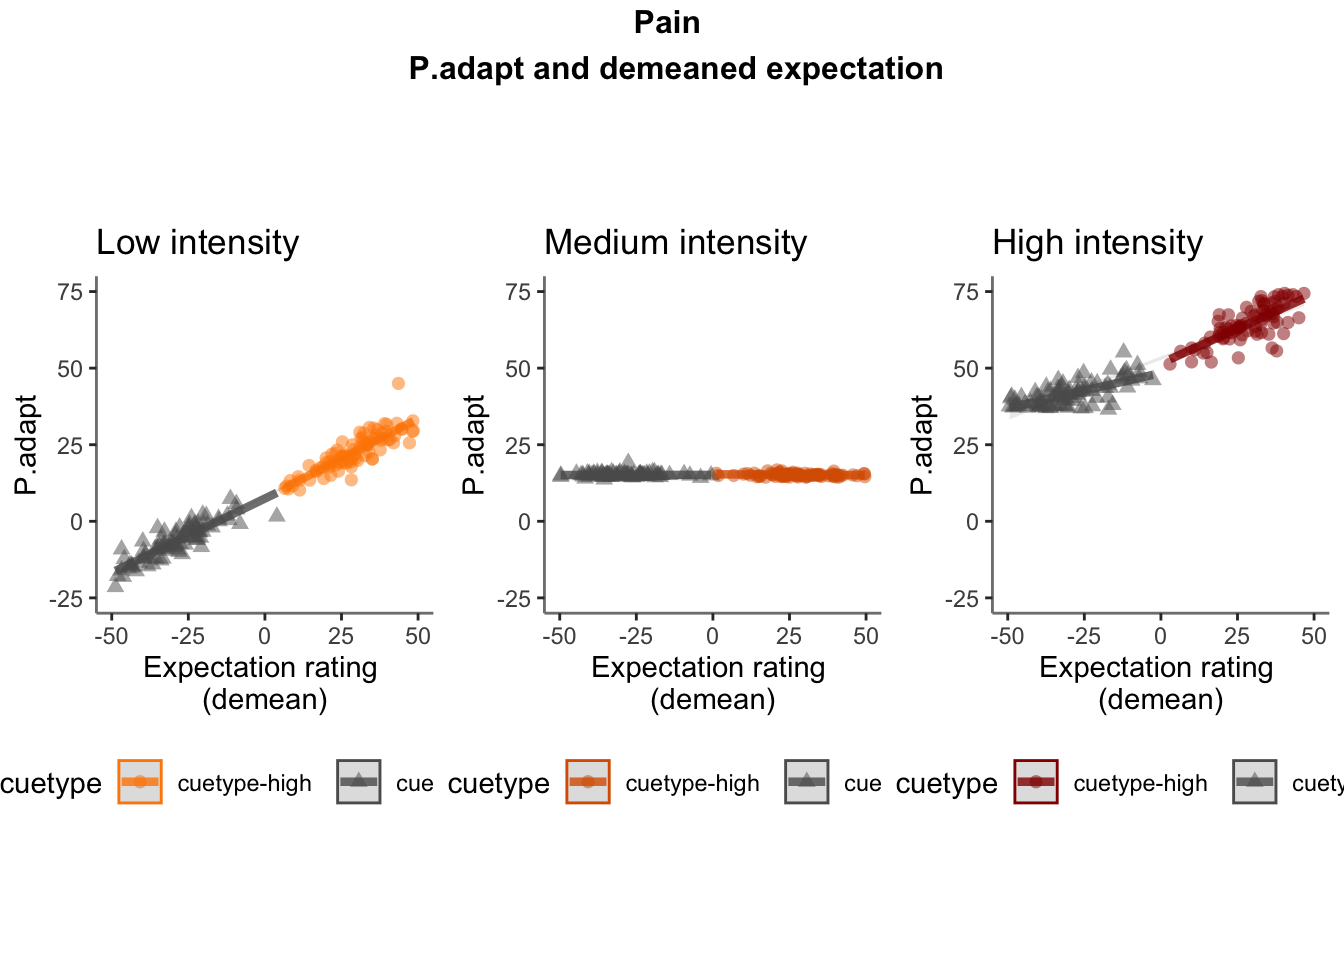 Pain
P.adapt and demeaned expectation
Low intensity
75
50
25
0
-25
P.adapt
-50 -25 0 25 50
Expectation rating
(demean)
cuetype cuetype-high cue
Medium intensity
75
50
25
0
-25
P.adapt
-50 -25 0 25 50
Expectation rating
(demean)
cuetype cuetype-high cue
High intensity
75
50
25
0
-25
P.adapt
-50 -25 0 25 50
Expectation rating
(demean)
cuetype cuetype-high cuety